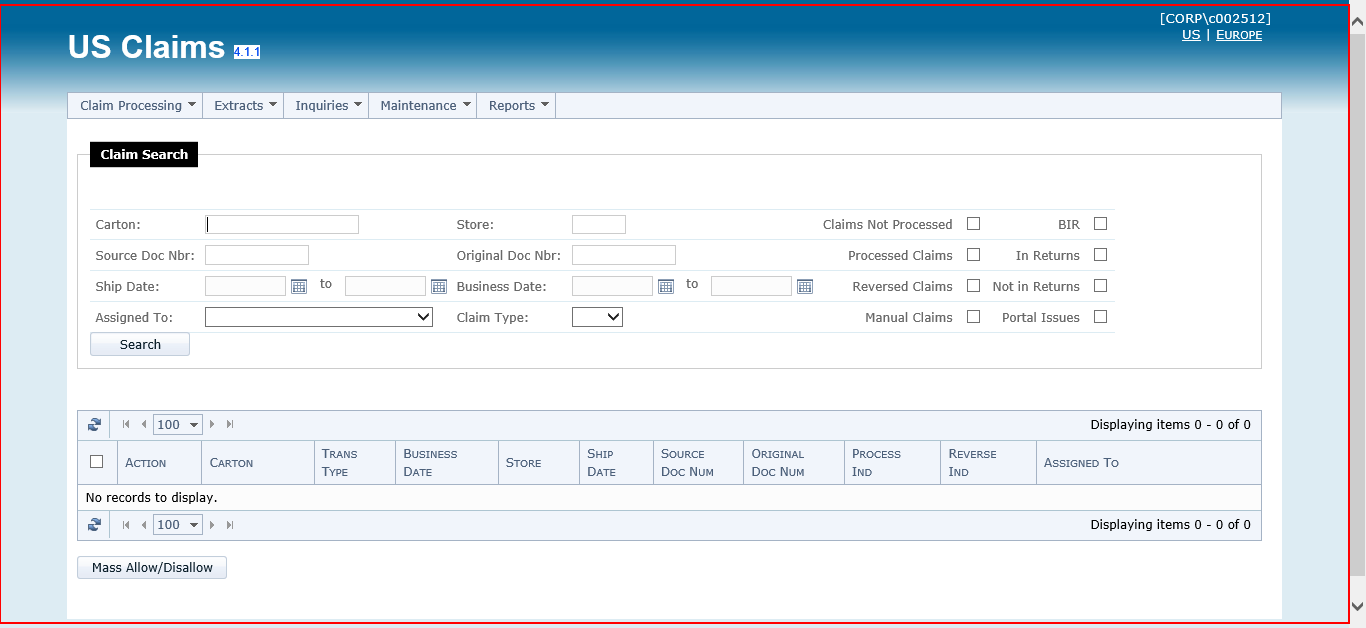 [CORP\c002512]
US | EUROPE
US Claims 4.1.1
Claim Processing Extracts Inquiries Maintenance Reports
Claim Search
Carton: Store: Claims Not Processed BIR
Source Doc Nbr: Original Doc Nbr: Processed Claims In Returns
Ship Date: to Business Date: to Reversed Claims Not in Returns
Assigned To: Claim Type: Manual Claims Portal Issues
Search
100 Displaying items 0 - 0 of 0
ACTION CARTON TRANS TYPE BUSINESS DATE STORE SHIP DATE SOURCE DOC NUM ORIGINAL DOC NUM PROCESS IND REVERSE IND ASSIGNED TO
No records to display.
100 Displaying items 0 - 0 of 0
Mass Allow/Disallow